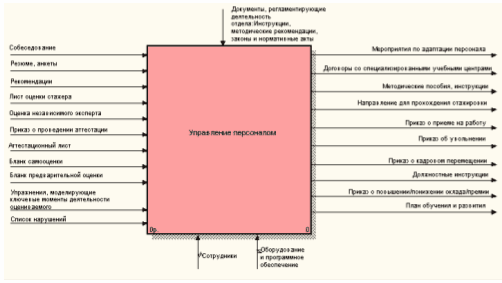 Документы, регламентирующие
деятельность
отдела:Инструкции,
методические рекомендации,
законы и нормативные акты
Собеседование
Резюме, анкеты
Рекомендации
Лист оценки стажера
Оценка независимого эксперта
Приказ о проведении аттестации
Аттестационный лист
Бланк самооценки
Бланк предварительной оценки
Упражнения, моделирующие
ключевые моменты деятельности
оцениваемого
Список нарушений
Управление персоналом
0р.
0
Мероприятия по адаптации персонала
Договоры со специализированными учебными центрами
Методические пособия, инструкции
Направление для прохождения стажировки
Приказ о приеме на работу
Приказ об увольнении
Приказ о кадровом перемещении
Должностные инструкции
Приказ о повышении/понижении оклада/премии
План обучения и развития
Сотрудники
Оборудование
и программное
обеспечение